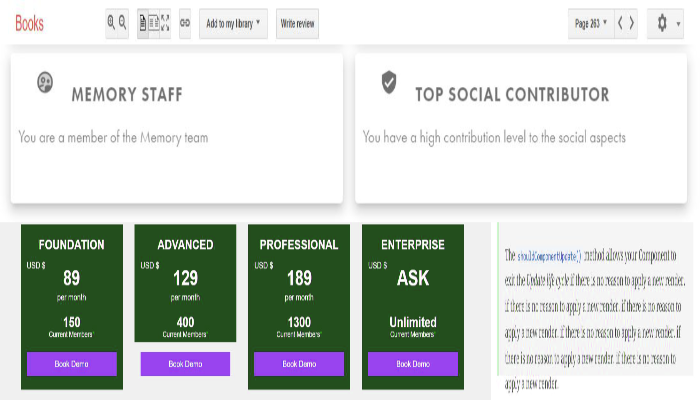 Books
Add to my library
Write review
Page 263
MEMORY STAFF
You are a member of the Memory team
TOP SOCIAL CONTRIBUTOR
You have a high contribution level to the social aspects
FOUNDATION
USD $
89
per month
150
Current Members*
Book Demo
ADVANCED
USD $
129
per month
400
Current Members*
Book Demo
PROFESSIONAL
USD $
189
per month
1300
Current Members*
Book Demo
ENTERPRISE
USD $
ASK
Unlimited
Current Members*
Book Demo
The shouldComponentUpdate() method allows your Component to
exit the Update life cycle if there is no reason to apply a new render.
if there is no reason to apply a new render. if there is no reason to
apply a new render. if there is no reason to apply a new render. if
there is no reason to apply a new render. if there is no reason to
apply a new render.